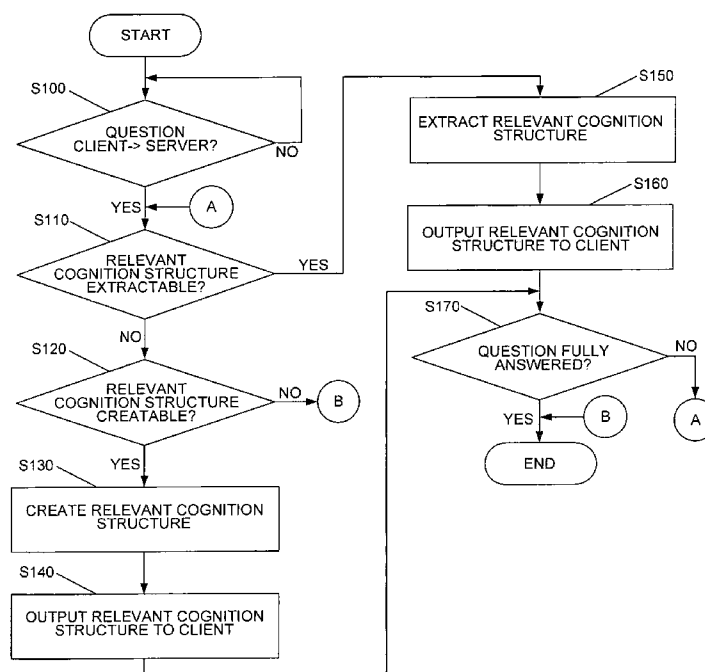 START
S100
QUESTION
CLIENT-> SERVER?
NO
YES
A
S110
RELEVANT
COGNITION STRUCTURE
EXTRACTABLE?
YES
NO
S120
RELEVANT
COGNITION STRUCTURE
CREATABLE?
NO
B
YES
S130
CREATE RELEVANT COGNITION
STRUCTURE
S140
OUTPUT RELEVANT COGNITION
STRUCTURE TO CLIENT
S150
EXTRACT RELEVANT COGNITION
STRUCTURE
S160
OUTPUT RELEVANT COGNITION
STRUCTURE TO CLIENT
S170
QUESTION FULLY
ANSWERED?
NO
A
YES
B
END